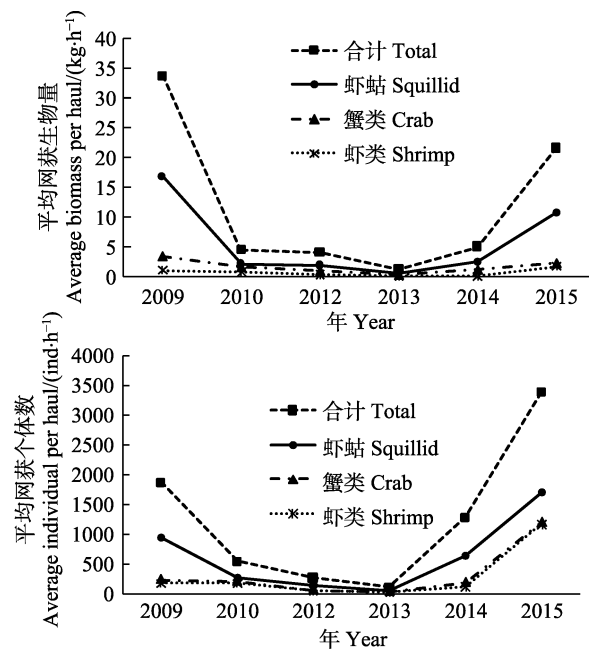 平均网获生物量
Average biomass per haul/(kg·h⁻¹)
40
35
30
25
20
15
10
5
0
合计 Total
虾蛄 Squillid
蟹类 Crab
虾类 Shrimp
2009 2010 2012 2013 2014 2015
年 Year
平均网获个体数
Average individual per haul/(ind·h⁻¹)
4000
3500
3000
2500
2000
1500
1000
500
0
合计 Total
虾蛄 Squillid
蟹类 Crab
虾类 Shrimp
2009 2010 2012 2013 2014 2015
年 Year